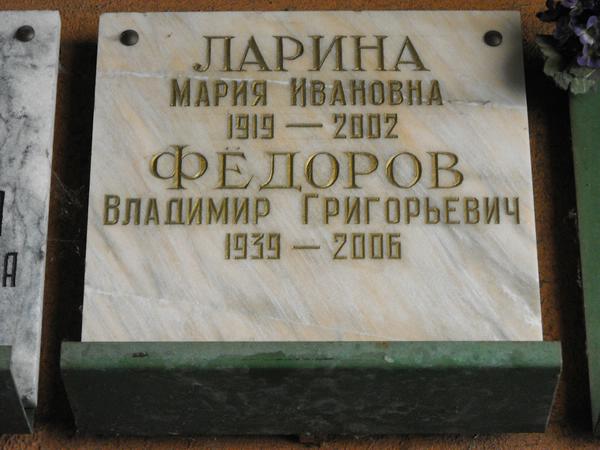 ЛАРИНА
МАРИЯ ИВАНОВНА
1919 — 2002
ФЁДОРОВ
ВЛАДИМИР ГРИГОРЬЕВИЧ
1939 — 2006